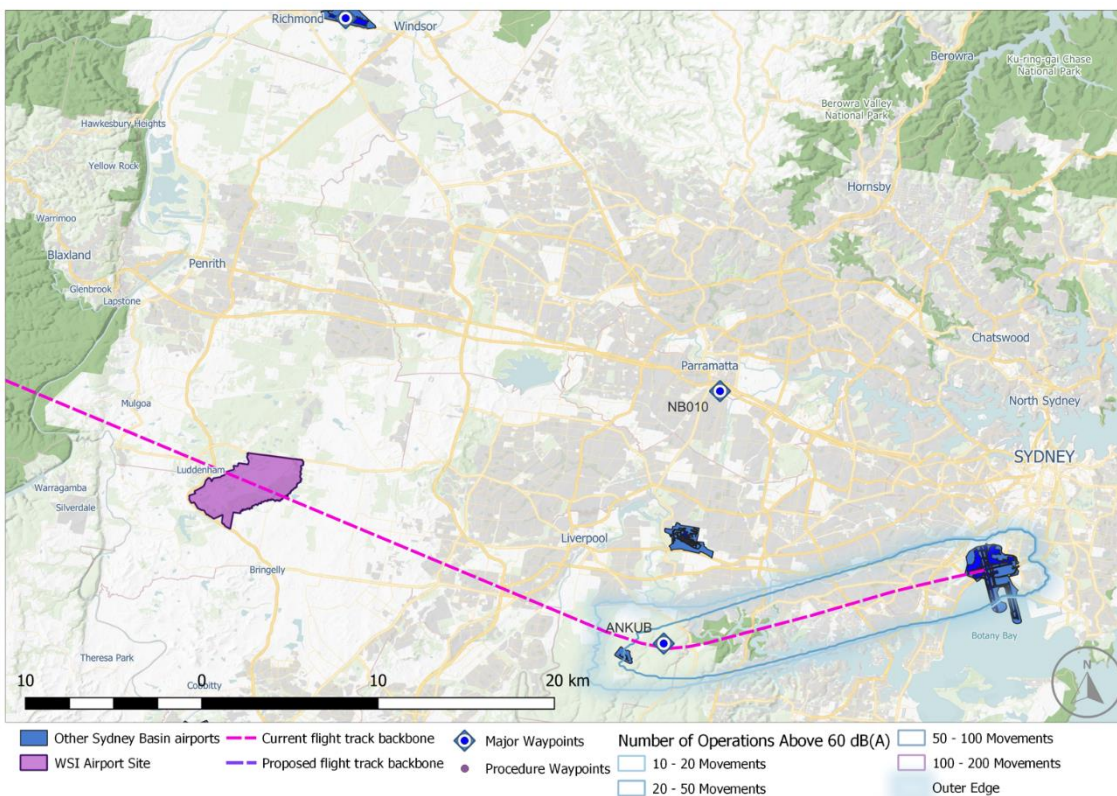 Richmond
Windsor
Berowra
Ku-ring-gai Chase
National Park
Berowra Valley
National Park
Hawkesbury Heights
Yellow Rock
Hornsby
Warrimoo
Blaxland
Penrith
Glenbrook
Lapstone
Chatswood
Parramatta
Mulgoa
NB010
North Sydney
SYDNEY
Luddenham
Warragamba
Silverdale
Liverpool
Bringelly
ANKUB
Botany Bay
Theresa Park
Cobbitty
N
10 0 10 20 km
Other Sydney Basin airports
WSI Airport Site
Current flight track backbone
Proposed flight track backbone
Major Waypoints
Procedure Waypoints
Number of Operations Above 60 dB(A)
10 - 20 Movements
20 - 50 Movements
50 - 100 Movements
100 - 200 Movements
Outer Edge